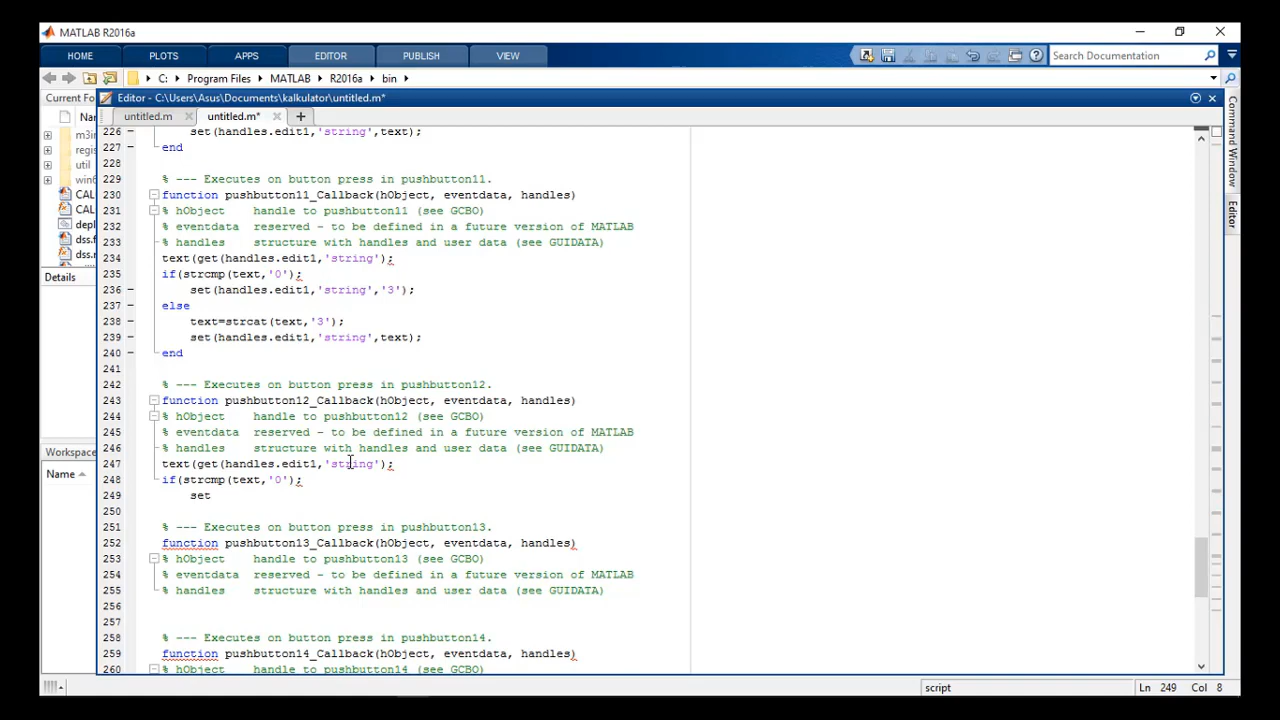 MATLAB R2016a
HOME PLOTS APPS EDITOR PUBLISH VIEW Search Documentation
C: Program Files MATLAB R2016a bin
Current Fo
Editor - C:\Users\Asus\Documents\kalkulator\untitled.m*
untitled.m untitled.m* +
Command Window
Editor
m3in
regis
util
win6
CAL
CAL
depl
dss.f
dss.r
Details
Workspace
Name
226 set(handles.edit1,'string',text);
227 end
228
229 % --- Executes on button press in pushbutton11.
230 function pushbutton11_Callback(hObject, eventdata, handles)
231 % hObject    handle to pushbutton11 (see GCBO)
232 % eventdata  reserved - to be defined in a future version of MATLAB
233 % handles    structure with handles and user data (see GUIDATA)
234 text(get(handles.edit1,'string');
235 if(strcmp(text,'0');
236     set(handles.edit1,'string','3');
237 else
238     text=strcat(text,'3');
239     set(handles.edit1,'string',text);
240 end
241
242 % --- Executes on button press in pushbutton12.
243 function pushbutton12_Callback(hObject, eventdata, handles)
244 % hObject    handle to pushbutton12 (see GCBO)
245 % eventdata  reserved - to be defined in a future version of MATLAB
246 % handles    structure with handles and user data (see GUIDATA)
247 text(get(handles.edit1,'string');
248 if(strcmp(text,'0');
249     set
250
251 % --- Executes on button press in pushbutton13.
252 function pushbutton13_Callback(hObject, eventdata, handles)
253 % hObject    handle to pushbutton13 (see GCBO)
254 % eventdata  reserved - to be defined in a future version of MATLAB
255 % handles    structure with handles and user data (see GUIDATA)
256
257
258 % --- Executes on button press in pushbutton14.
259 function pushbutton14_Callback(hObject, eventdata, handles)
260 % hObject    handle to pushbutton14 (see GCBO)
script Ln 249 Col 8